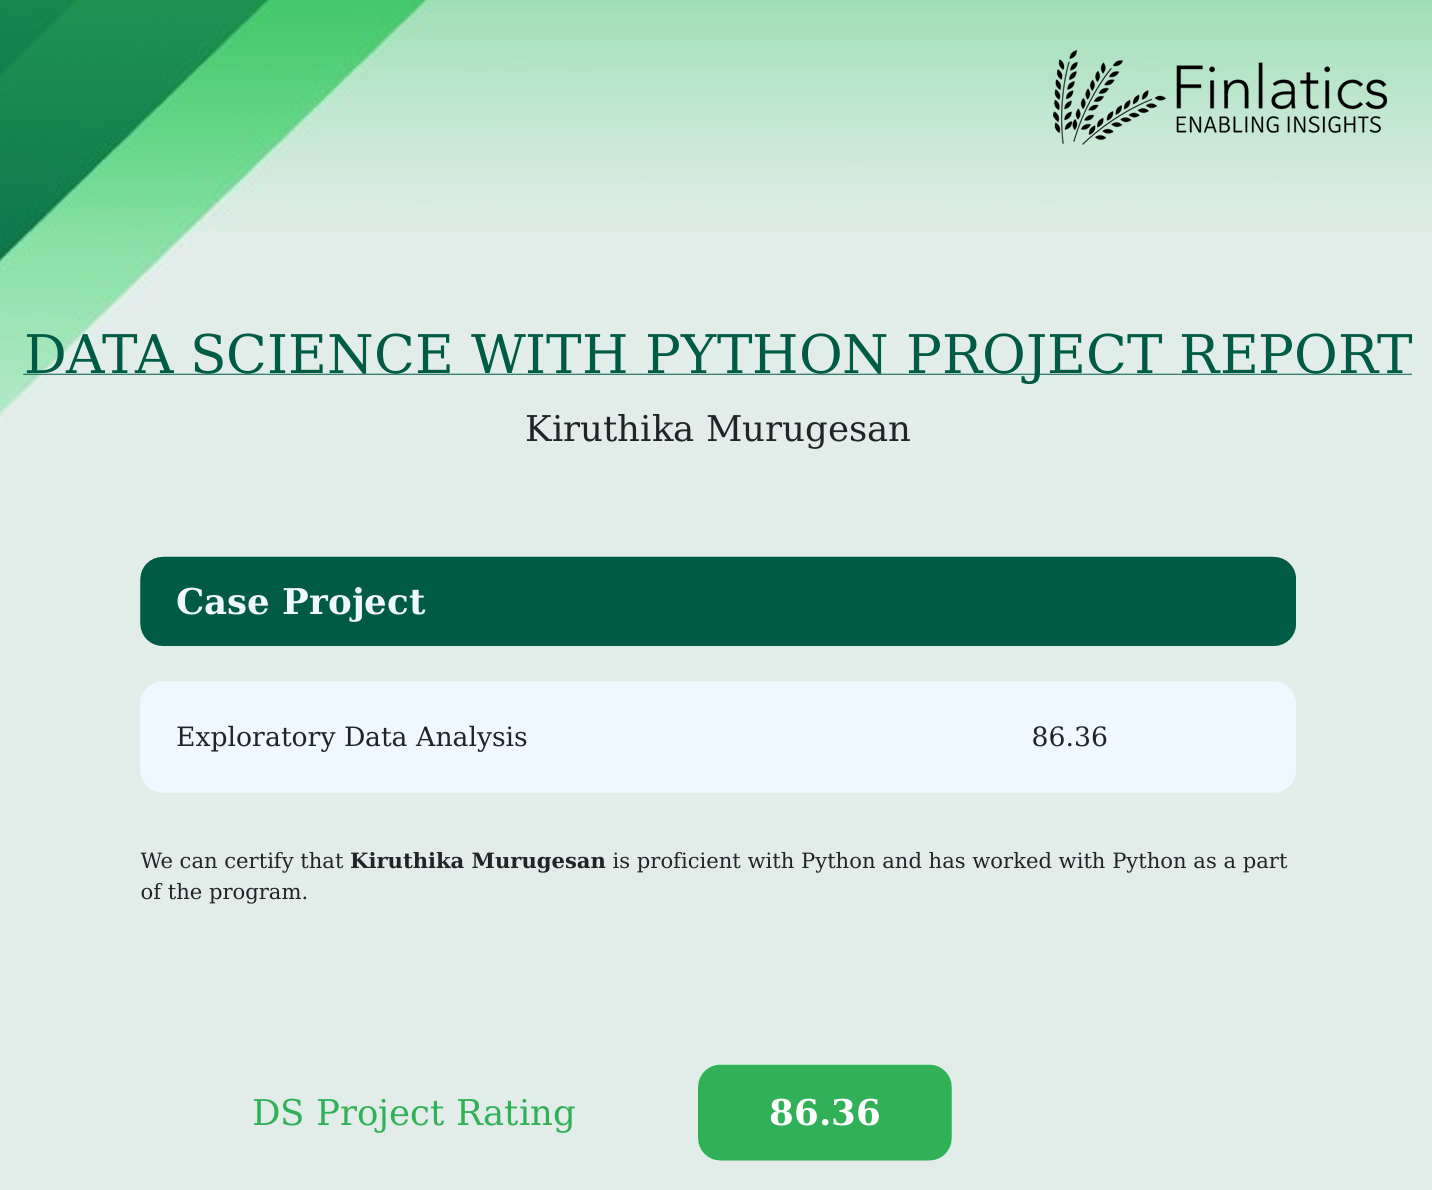 Finlatics
ENABLING INSIGHTS
DATA SCIENCE WITH PYTHON PROJECT REPORT
Kiruthika Murugesan
Case Project
Exploratory Data Analysis 86.36
We can certify that Kiruthika Murugesan is proficient with Python and has worked with Python as a part
of the program.
DS Project Rating 86.36